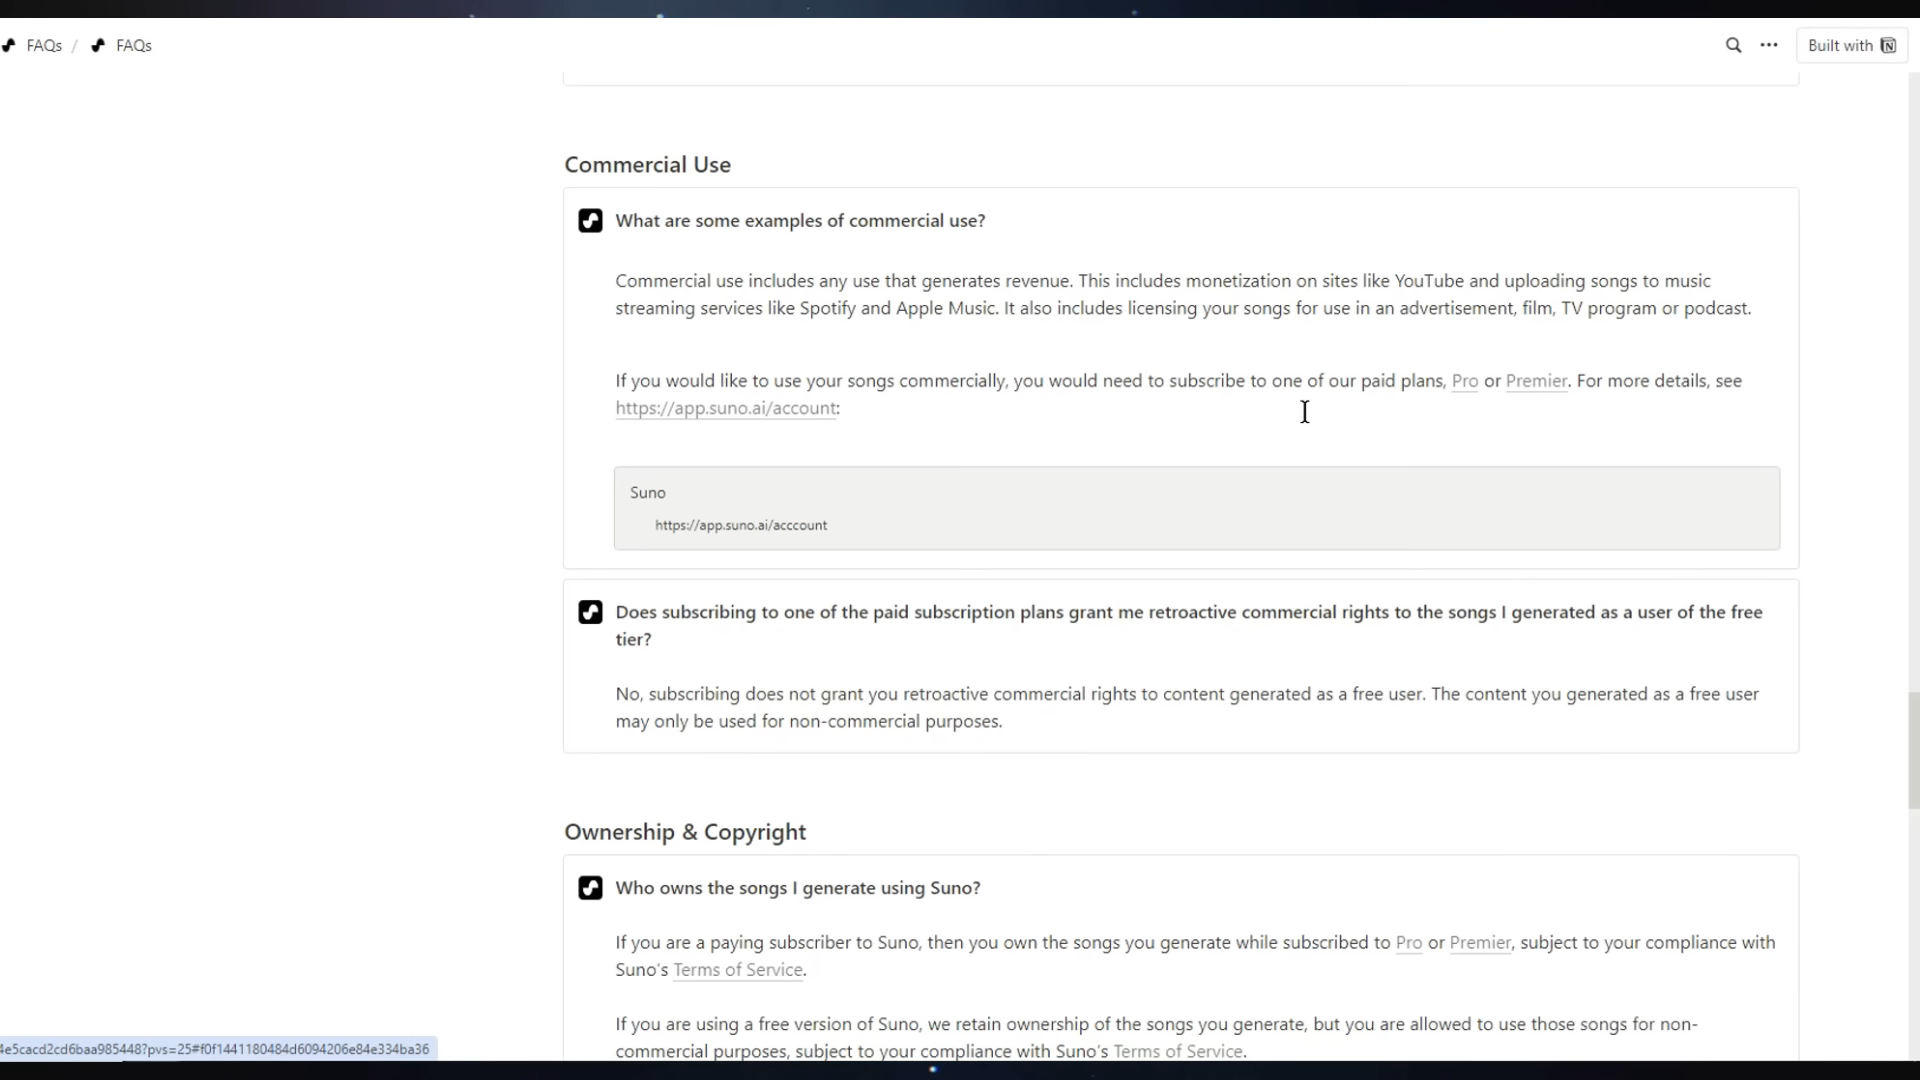 FAQs / FAQs
Built with
Commercial Use
What are some examples of commercial use?
Commercial use includes any use that generates revenue. This includes monetization on sites like YouTube and uploading songs to music
streaming services like Spotify and Apple Music. It also includes licensing your songs for use in an advertisement, film, TV program or podcast.
If you would like to use your songs commercially, you would need to subscribe to one of our paid plans, Pro or Premier. For more details, see
https://app.suno.ai/account:
Suno
https://app.suno.ai/acccount
Does subscribing to one of the paid subscription plans grant me retroactive commercial rights to the songs I generated as a user of the free
tier?
No, subscribing does not grant you retroactive commercial rights to content generated as a free user. The content you generated as a free user
may only be used for non-commercial purposes.
Ownership & Copyright
Who owns the songs I generate using Suno?
If you are a paying subscriber to Suno, then you own the songs you generate while subscribed to Pro or Premier, subject to your compliance with
Suno's Terms of Service.
If you are using a free version of Suno, we retain ownership of the songs you generate, but you are allowed to use those songs for non-
commercial purposes, subject to your compliance with Suno's Terms of Service.
4e5cacd2cd6baa985448?pvs=25#f0f1441180484d6094206e84e334ba36